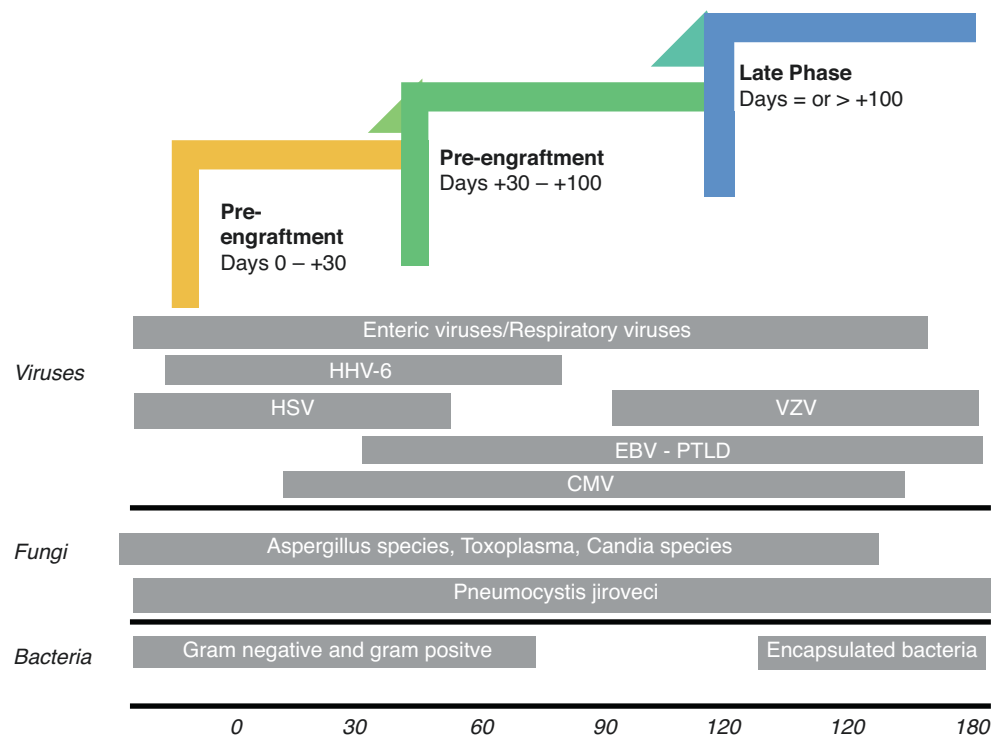 Late Phase
Days = or > +100
Pre-engraftment
Days +30 – +100
Pre-
engraftment
Days 0 – +30
Enteric viruses/Respiratory viruses
Viruses
HHV-6
HSV
VZV
EBV - PTLD
CMV
Fungi
Aspergillus species, Toxoplasma, Candia species
Pneumocystis jiroveci
Bacteria
Gram negative and gram positve
Encapsulated bacteria
0 30 60 90 120 120 180